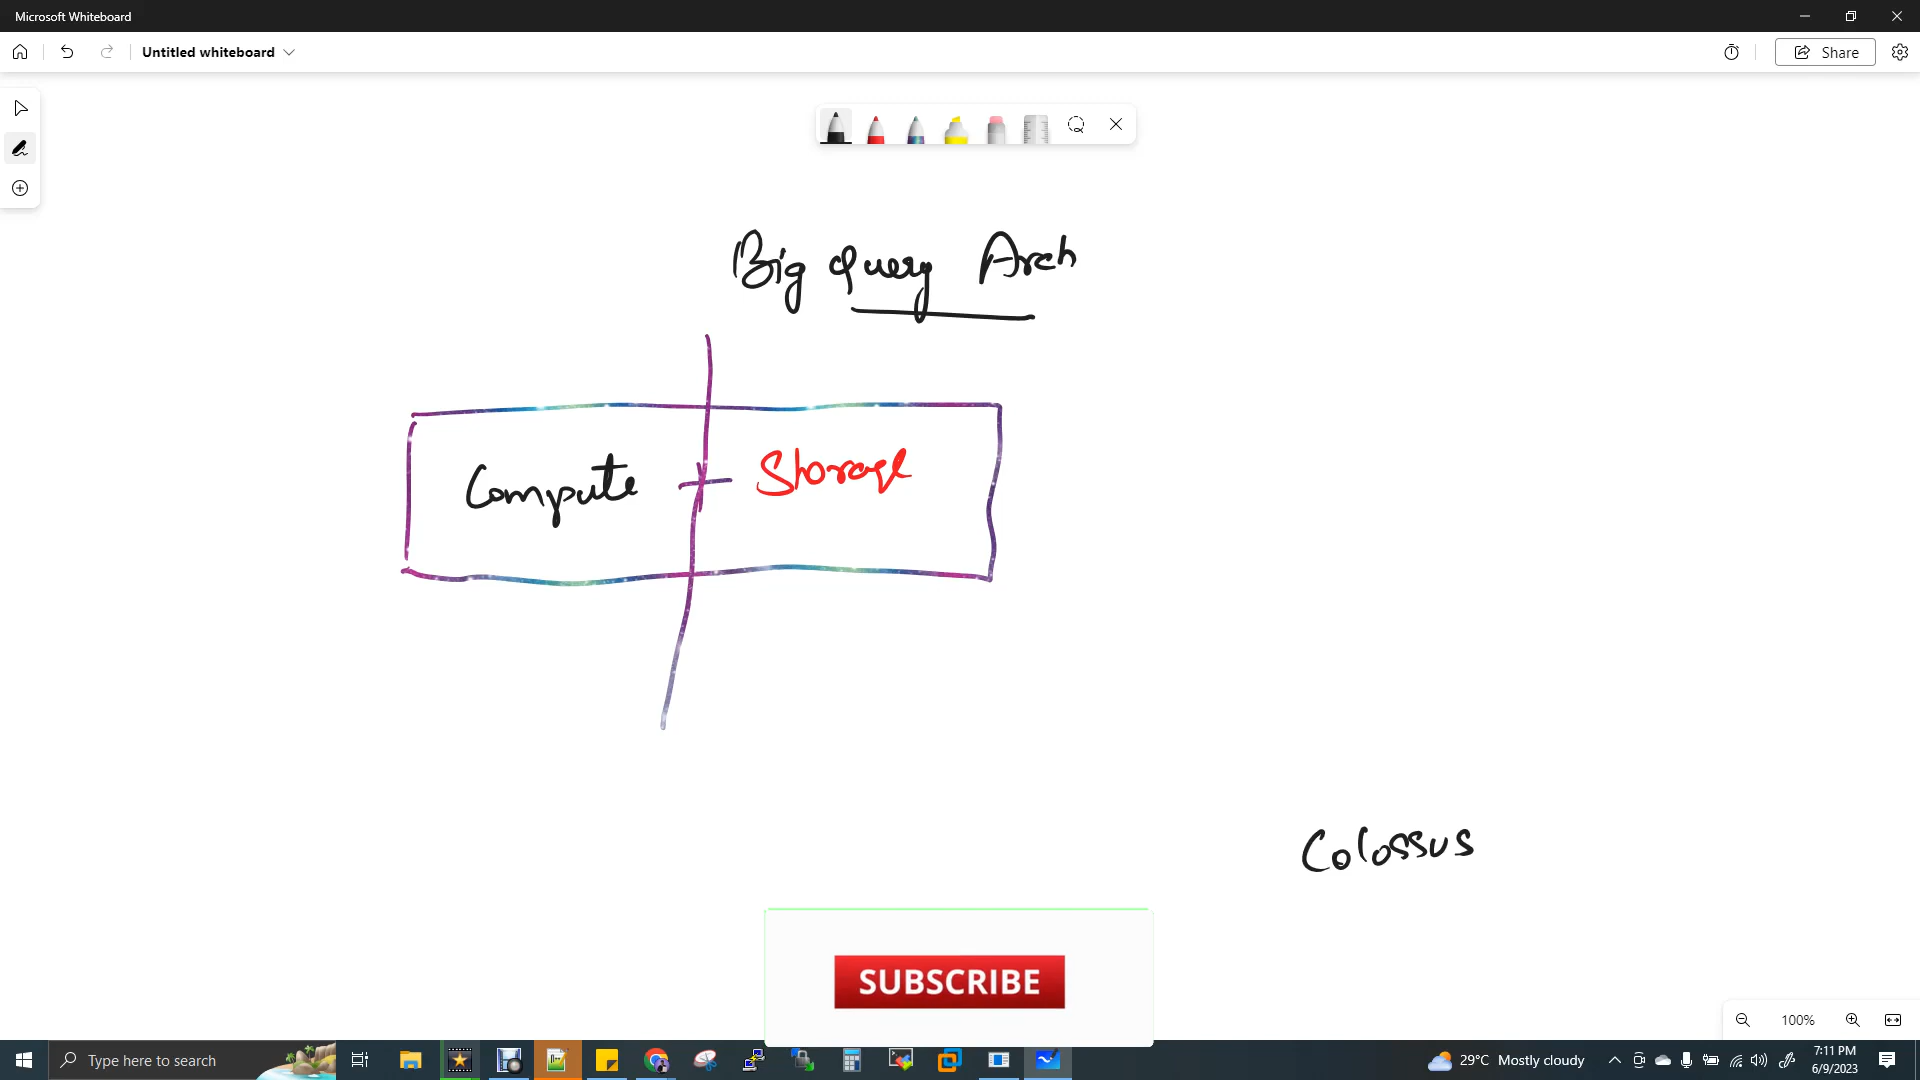 Microsoft Whiteboard
Untitled whiteboard
Share
Big Query Arch
Compute + Storage
Colossus
SUBSCRIBE
100%
Type here to search
29°C Mostly cloudy
7:11 PM
6/9/2023